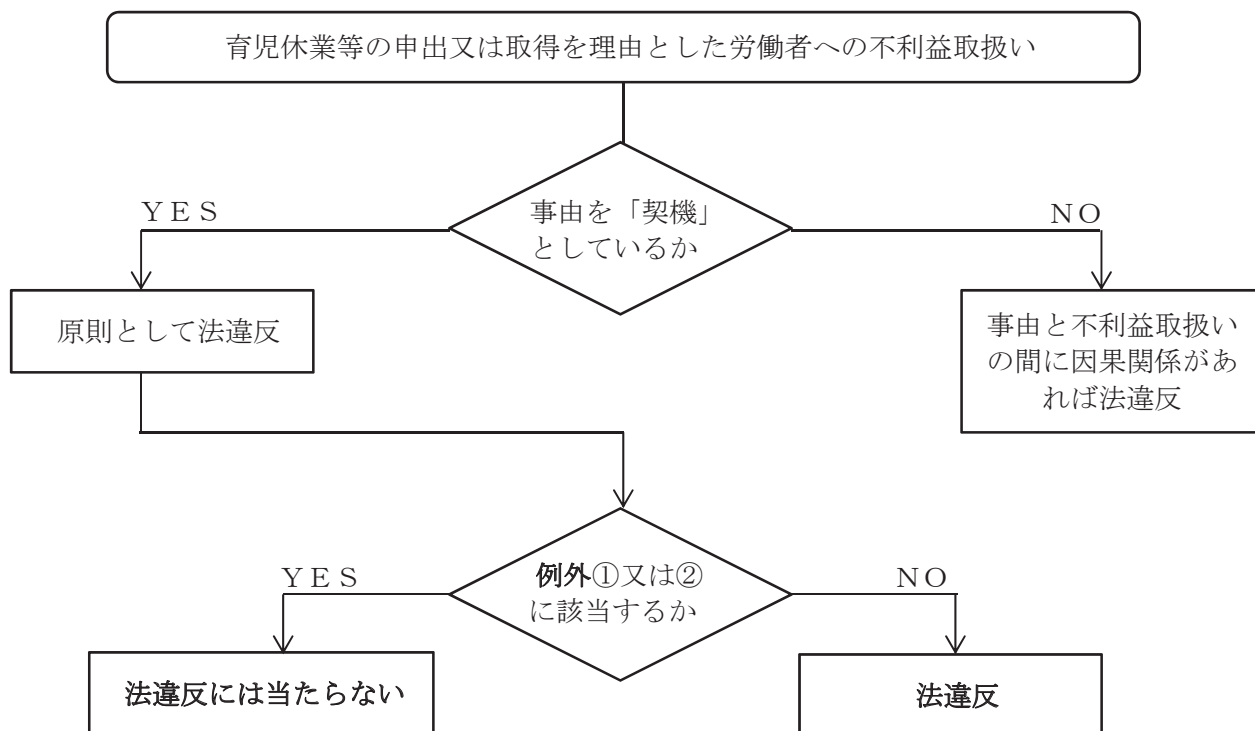 育児休業等の申出又は取得を理由とした労働者への不利益取扱い
事由を「契機」
としているか
ＹＥＳ
ＮＯ
原則として法違反
事由と不利益取扱い
の間に因果関係があ
れば法違反
例外①又は②
に該当するか
ＹＥＳ
ＮＯ
法違反には当たらない
法違反